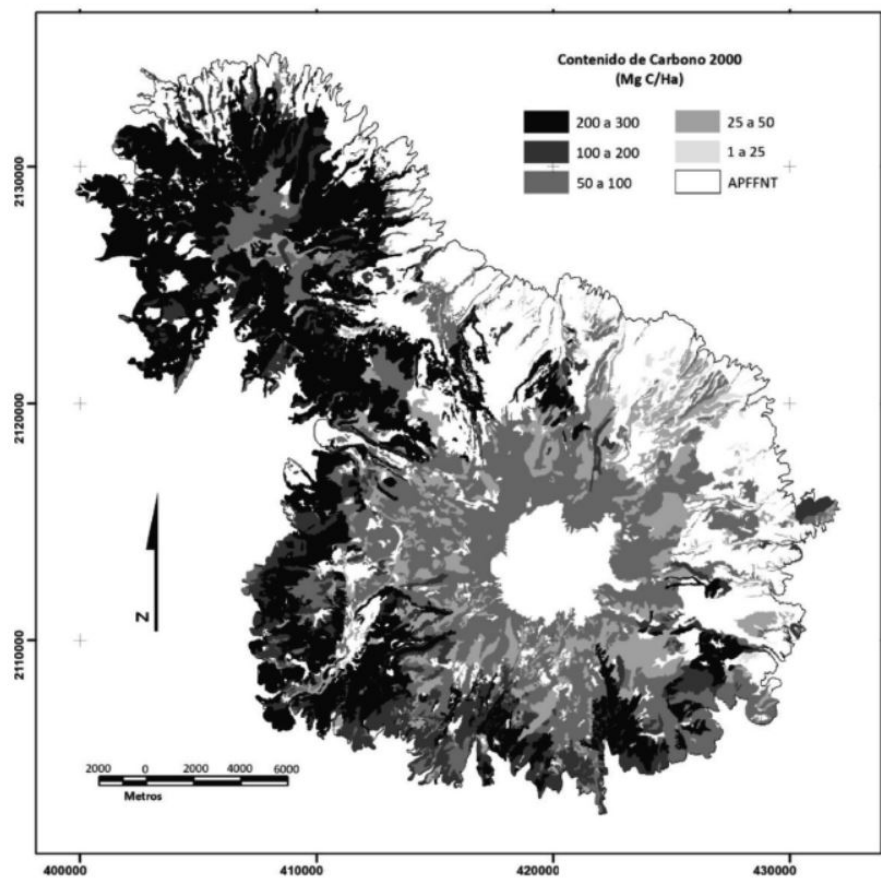 Contenido de Carbono 2000
(Mg C/Ha)
200 a 300
25 a 50
100 a 200
1 a 25
50 a 100
APFFNT
2130000
2120000
2110000
N
2000 0 2000 4000 6000
Metros
400000 410000 420000 430000